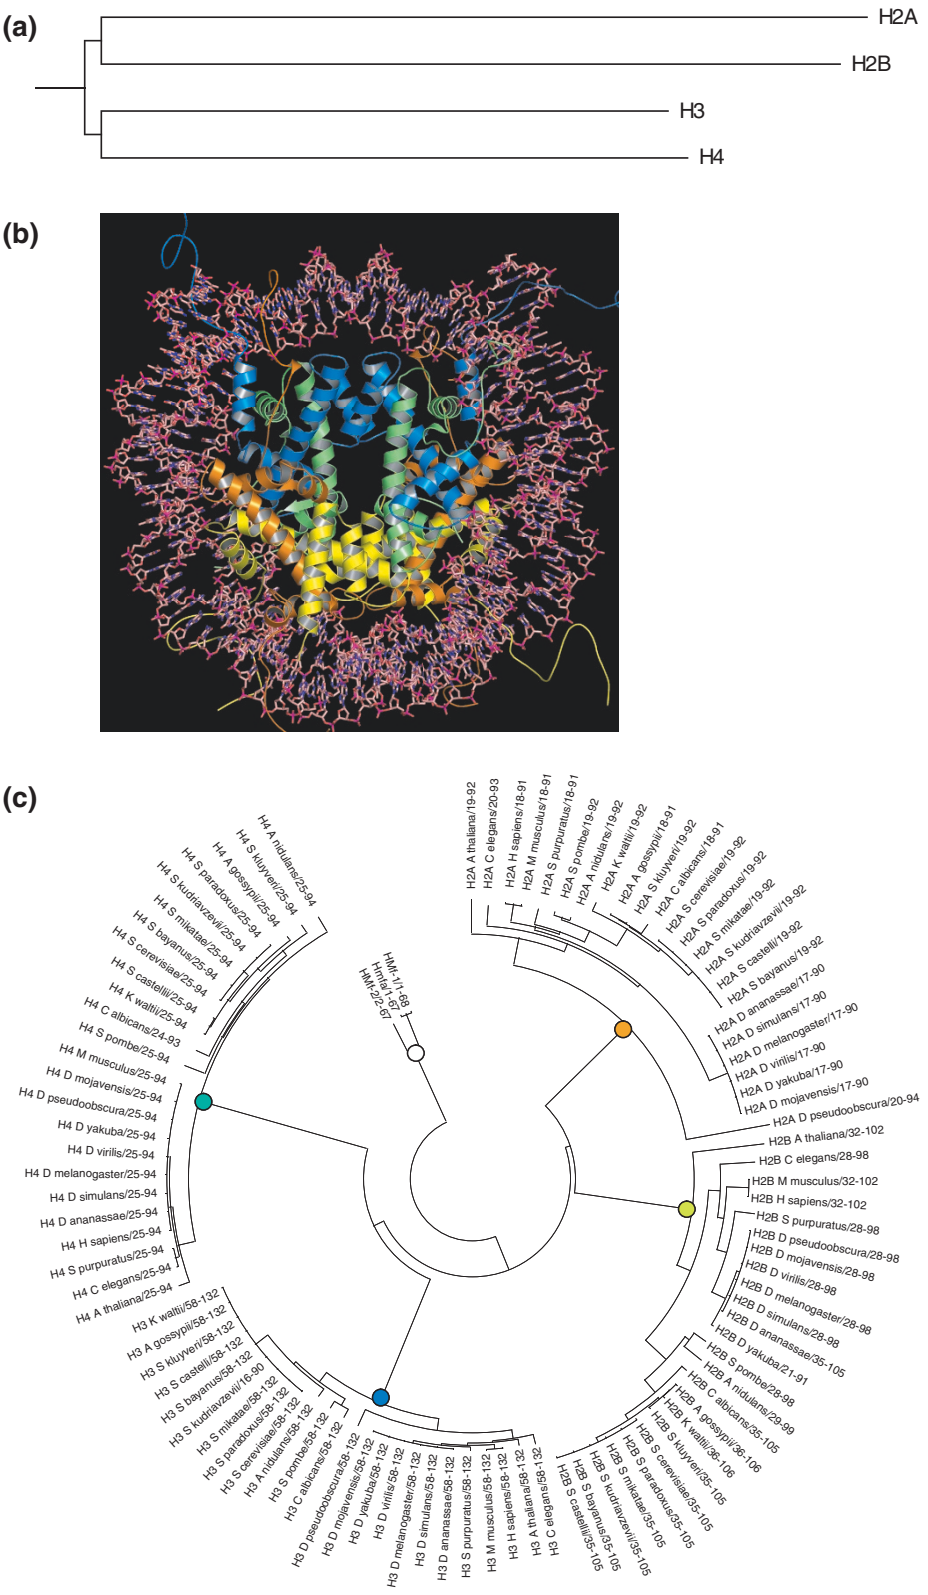 (a)
H2A
H2B
H3
H4
(b)
(c)
H4 A nidulans/25-94
H4 S kluyveri/25-94
H4 A gossypii/25-94
H4 S paradoxus/25-94
H4 S kudriavzevii/25-94
H4 S mikatae/25-94
H4 S bayanus/25-94
H4 S cerevisiae/25-94
H4 S castellii/25-94
H4 K waltii/25-94
H4 C albicans/24-93
H4 S pombe/25-94
H4 M musculus/25-94
H4 D mojavensis/25-94
H4 D pseudoobscura/25-94
H4 D yakuba/25-94
H4 D virilis/25-94
H4 D melanogaster/25-94
H4 D simulans/25-94
H4 D ananassae/25-94
H4 H sapiens/25-94
H4 S purpuratus/25-94
H4 C elegans/25-94
H4 A thaliana/25-94
H3 K waltii/58-132
H3 A gossypii/58-132
H3 S kluyveri/58-132
H3 S castelli/58-132
H3 S bayanus/58-132
H3 S kudriavzevii/16-90
H3 S mikatae/58-132
H3 S paradoxus/58-132
H3 S cerevisiae/58-132
H3 A nidulans/58-132
H3 S pombe/58-132
H3 C albicans/58-132
H3 D pseudoobscura/58-132
H3 D mojavensis/58-132
H3 D yakuba/58-132
H3 D virilis/58-132
H3 D melanogaster/58-132
H3 D simulans/58-132
H3 D ananassae/58-132
H3 S purpuratus/58-132
H3 M musculus/58-132
H3 H sapiens/58-132
H3 A thaliana/58-132
H3 C elegans/58-132
H2B S castellii/35-105
H2B S bayanus/35-105
H2B S kudriavzevii/35-105
H2B S mikatae/35-105
H2B S paradoxus/35-105
H2B S cerevisiae/35-105
H2B S kluyveri/35-105
H2B K waltii/36-106
H2B A gossypii/36-106
H2B C albicans/35-105
H2B A nidulans/29-99
H2B S pombe/28-98
H2B D yakuba/21-91
H2B D ananassae/35-105
H2B D simulans/28-98
H2B D melanogaster/28-98
H2B D virilis/28-98
H2B D mojavensis/28-98
H2B D pseudoobscura/28-98
H2B S purpuratus/28-98
H2B H sapiens/32-102
H2B M musculus/32-102
H2B C elegans/28-98
H2B A thaliana/32-102
H2A D pseudoobscura/20-94
H2A D mojavensis/17-90
H2A D yakuba/17-90
H2A D virilis/17-90
H2A D melanogaster/17-90
H2A D simulans/17-90
H2A D ananassae/17-90
H2A S bayanus/19-92
H2A S castelli/19-92
H2A S kudriavzevii/19-92
H2A S mikatae/19-92
H2A S paradoxus/19-92
H2A S cerevisiae/19-92
H2A C albicans/18-91
H2A S kluyveri/19-92
H2A A gossypii/18-91
H2A K waltii/19-92
H2A A nidulans/19-92
H2A S pombe/19-92
H2A S purpuratus/18-91
H2A M musculus/18-91
H2A H sapiens/18-91
H2A C elegans/20-93
H2A A thaliana/19-92
HMf-1/1-68
Hmfa/1-67
HMf-2/2-67